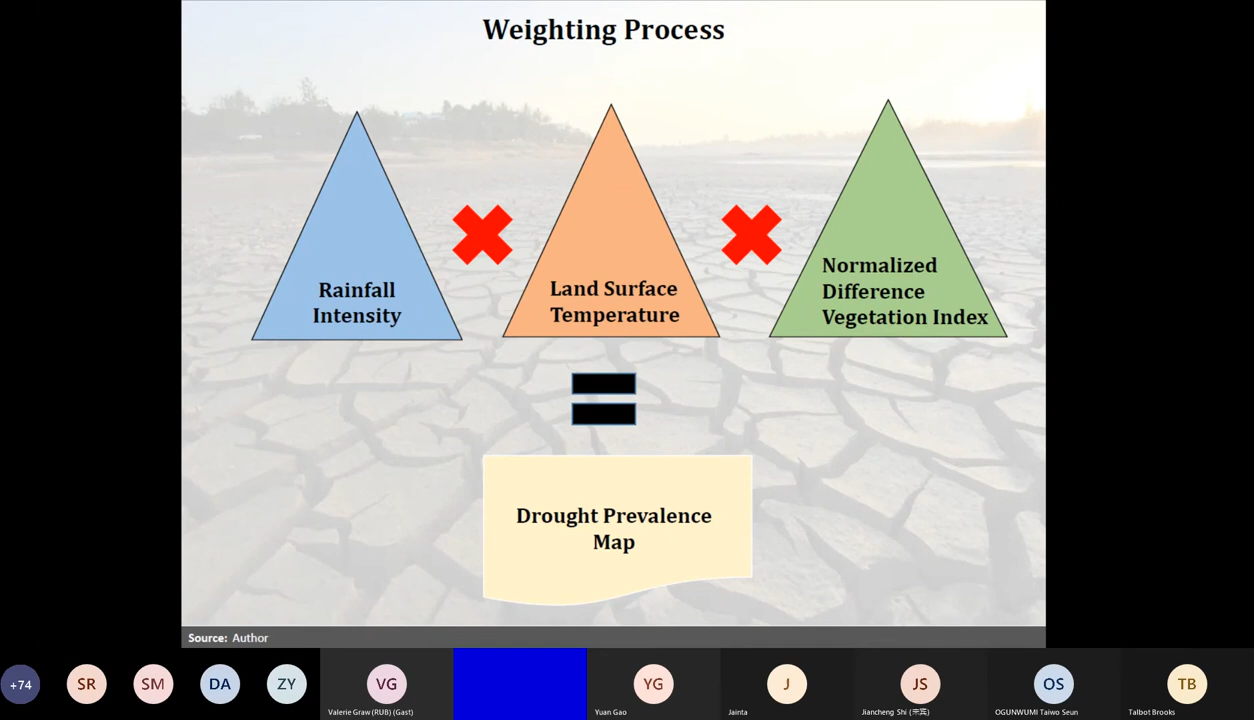 Weighting Process
Rainfall
Intensity
Land Surface
Temperature
Normalized
Difference
Vegetation Index
Drought Prevalence
Map
Source: Author
+74
SR
SM
DA
ZY
VG
YG
J
JS
OS
TB
Valerie Graw (RUB) (Gast)
Yuan Gao
Jainta
Jiancheng Shi (宋宾)
OGUNWUMI Taiwo Seun
Talbot Brooks